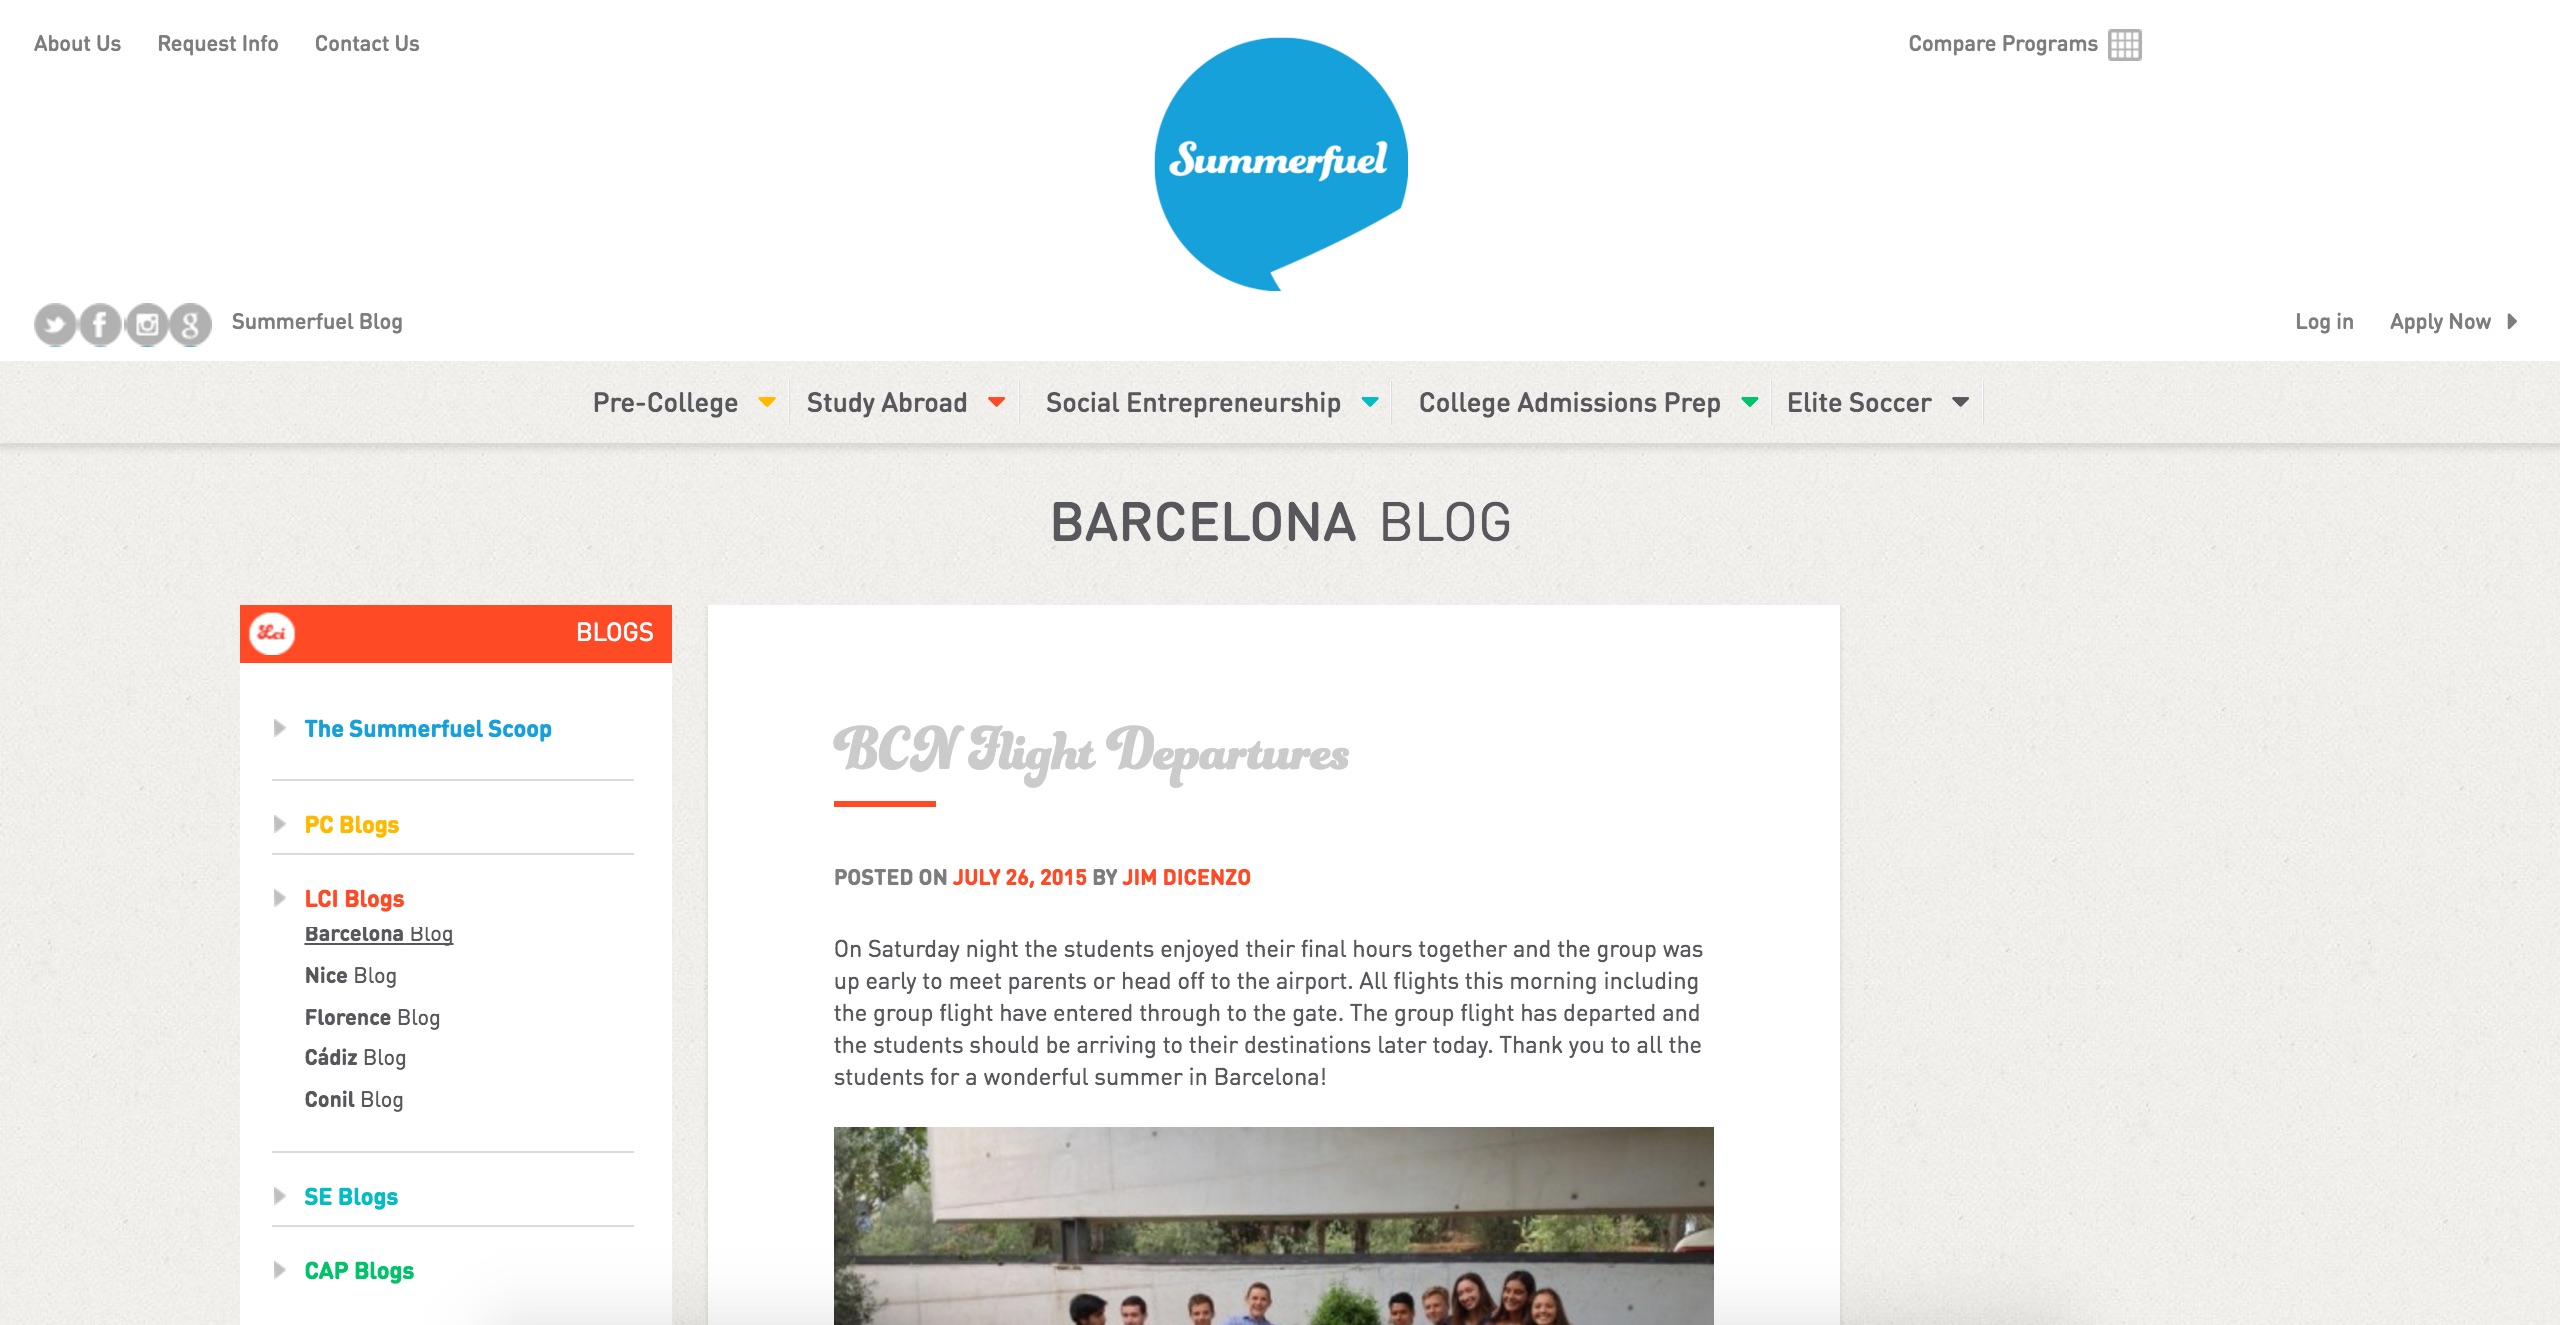 About Us Request Info Contact Us
Compare Programs
Summerfuel
Summerfuel Blog
Log in Apply Now
Pre-College Study Abroad Social Entrepreneurship College Admissions Prep Elite Soccer
BARCELONA BLOG
Lci BLOGS
The Summerfuel Scoop
PC Blogs
LCI Blogs
Barcelona Blog
Nice Blog
Florence Blog
Cádiz Blog
Conil Blog
SE Blogs
CAP Blogs
BCN Flight Departures
POSTED ON JULY 26, 2015 BY JIM DICENZO
On Saturday night the students enjoyed their final hours together and the group was
up early to meet parents or head off to the airport. All flights this morning including
the group flight have entered through to the gate. The group flight has departed and
the students should be arriving to their destinations later today. Thank you to all the
students for a wonderful summer in Barcelona!